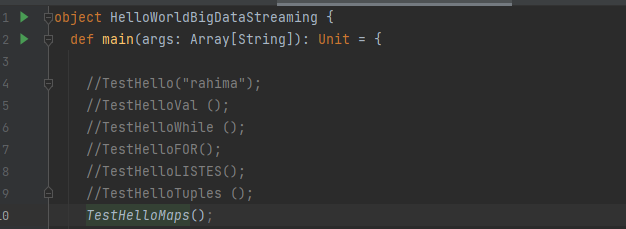 1 object HelloWorldBigDataStreaming {
2 def main(args: Array[String]): Unit = {
3
4 //TestHello("rahima");
5 //TestHelloVal ();
6 //TestHelloWhile ();
7 //TestHelloFOR();
8 //TestHelloLISTES();
9 //TestHelloTuples ();
10 TestHelloMaps();